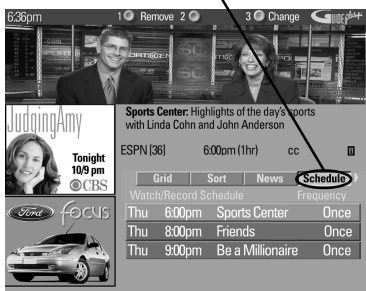 6:36pm 1 Remove 2 3 Change GUIDE Plus+
Sports Center: Highlights of the day's sports
with Linda Cohn and John Anderson
ESPN [36] 6:00pm (1hr) cc
JudgingAmy
Tonight
10/9 pm
CBS
Grid Sort News Schedule
Watch/Record Schedule Frequency
Thu 6:00pm Sports Center Once
Thu 8:00pm Friends Once
Thu 9:00pm Be a Millionaire Once
Ford focus